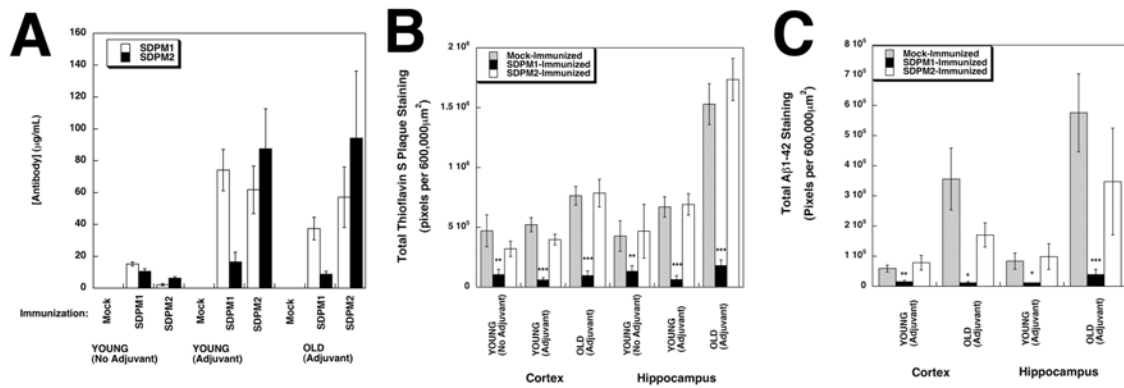 A
SDPM1
SDPM2
[Antibody] (µg/mL)
160
140
120
100
80
60
40
20
0
Immunization:
Mock
SDPM1
SDPM2
Mock
SDPM1
SDPM2
Mock
SDPM1
SDPM2
YOUNG
(No Adjuvant)
YOUNG
(Adjuvant)
OLD
(Adjuvant)
B
Mock-Immunized
SDPM1-Immunized
SDPM2-Immunized
Total Thioflavin S Plaque Staining
(pixels per 600,000µm²)
2 10⁶
1.5 10⁶
1 10⁶
5 10⁵
0
**
***
***
**
***
***
YOUNG
(No Adjuvant)
YOUNG
(Adjuvant)
OLD
(Adjuvant)
YOUNG
(No Adjuvant)
YOUNG
(Adjuvant)
OLD
(Adjuvant)
Cortex
Hippocampus
C
Mock-Immunized
SDPM1-Immunized
SDPM2-Immunized
Total Aβ1-42 Staining
(Pixels per 600,000µm²)
8 10⁵
7 10⁵
6 10⁵
5 10⁵
4 10⁵
3 10⁵
2 10⁵
1 10⁵
0
**
*
*
***
YOUNG
(Adjuvant)
OLD
(Adjuvant)
YOUNG
(Adjuvant)
OLD
(Adjuvant)
Cortex
Hippocampus